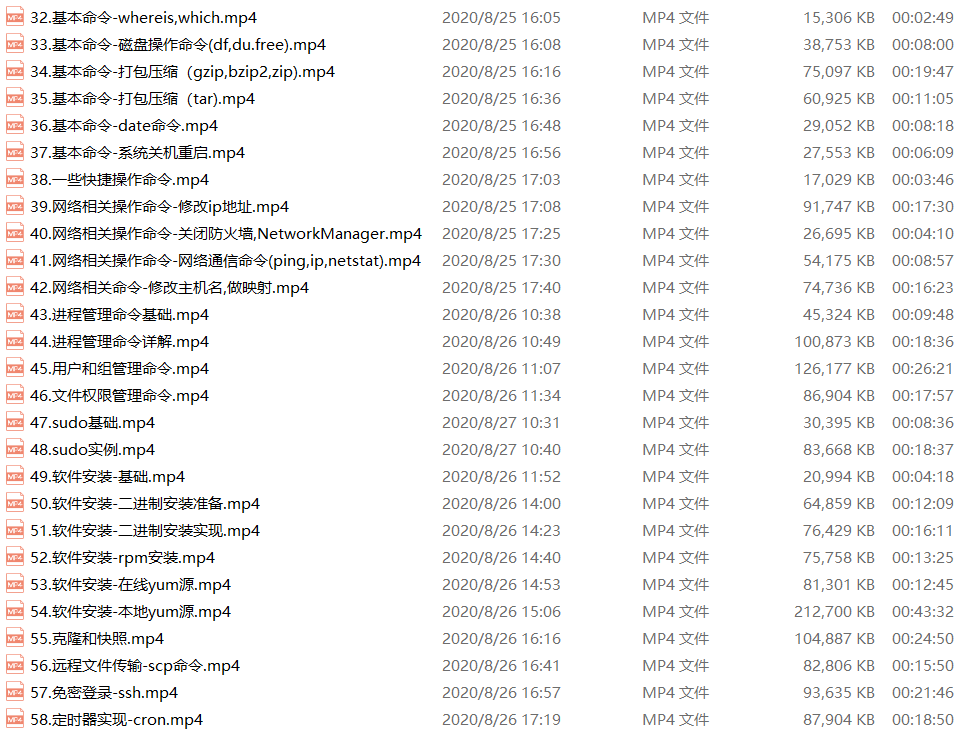 32.基本命令-whereis,which.mp4 2020/8/25 16:05 MP4 文件 15,306 KB 00:02:49
33.基本命令-磁盘操作命令(df,du.free).mp4 2020/8/25 16:08 MP4 文件 38,753 KB 00:08:00
34.基本命令-打包压缩（gzip,bzip2,zip).mp4 2020/8/25 16:16 MP4 文件 75,097 KB 00:19:47
35.基本命令-打包压缩（tar).mp4 2020/8/25 16:36 MP4 文件 60,925 KB 00:11:05
36.基本命令-date命令.mp4 2020/8/25 16:48 MP4 文件 29,052 KB 00:08:18
37.基本命令-系统关机重启.mp4 2020/8/25 16:56 MP4 文件 27,553 KB 00:06:09
38.一些快捷操作命令.mp4 2020/8/25 17:03 MP4 文件 17,029 KB 00:03:46
39.网络相关操作命令-修改ip地址.mp4 2020/8/25 17:08 MP4 文件 91,747 KB 00:17:30
40.网络相关操作命令-关闭防火墙,NetworkManager.mp4 2020/8/25 17:25 MP4 文件 26,695 KB 00:04:10
41.网络相关操作命令-网络通信命令(ping,ip,netstat).mp4 2020/8/25 17:30 MP4 文件 54,175 KB 00:08:57
42.网络相关命令-修改主机名,做映射.mp4 2020/8/25 17:40 MP4 文件 74,736 KB 00:16:23
43.进程管理命令基础.mp4 2020/8/26 10:38 MP4 文件 45,324 KB 00:09:48
44.进程管理命令详解.mp4 2020/8/26 10:49 MP4 文件 100,873 KB 00:18:36
45.用户和组管理命令.mp4 2020/8/26 11:07 MP4 文件 126,177 KB 00:26:21
46.文件权限管理命令.mp4 2020/8/26 11:34 MP4 文件 86,904 KB 00:17:57
47.sudo基础.mp4 2020/8/27 10:31 MP4 文件 30,395 KB 00:08:36
48.sudo实例.mp4 2020/8/27 10:40 MP4 文件 83,668 KB 00:18:37
49.软件安装-基础.mp4 2020/8/26 11:52 MP4 文件 20,994 KB 00:04:18
50.软件安装-二进制安装准备.mp4 2020/8/26 14:00 MP4 文件 64,859 KB 00:12:09
51.软件安装-二进制安装实现.mp4 2020/8/26 14:23 MP4 文件 76,429 KB 00:16:11
52.软件安装-rpm安装.mp4 2020/8/26 14:40 MP4 文件 75,758 KB 00:13:25
53.软件安装-在线yum源.mp4 2020/8/26 14:53 MP4 文件 81,301 KB 00:12:45
54.软件安装-本地yum源.mp4 2020/8/26 15:06 MP4 文件 212,700 KB 00:43:32
55.克隆和快照.mp4 2020/8/26 16:16 MP4 文件 104,887 KB 00:24:50
56.远程文件传输-scp命令.mp4 2020/8/26 16:41 MP4 文件 82,806 KB 00:15:50
57.免密登录-ssh.mp4 2020/8/26 16:57 MP4 文件 93,635 KB 00:21:46
58.定时器实现-cron.mp4 2020/8/26 17:19 MP4 文件 87,904 KB 00:18:50